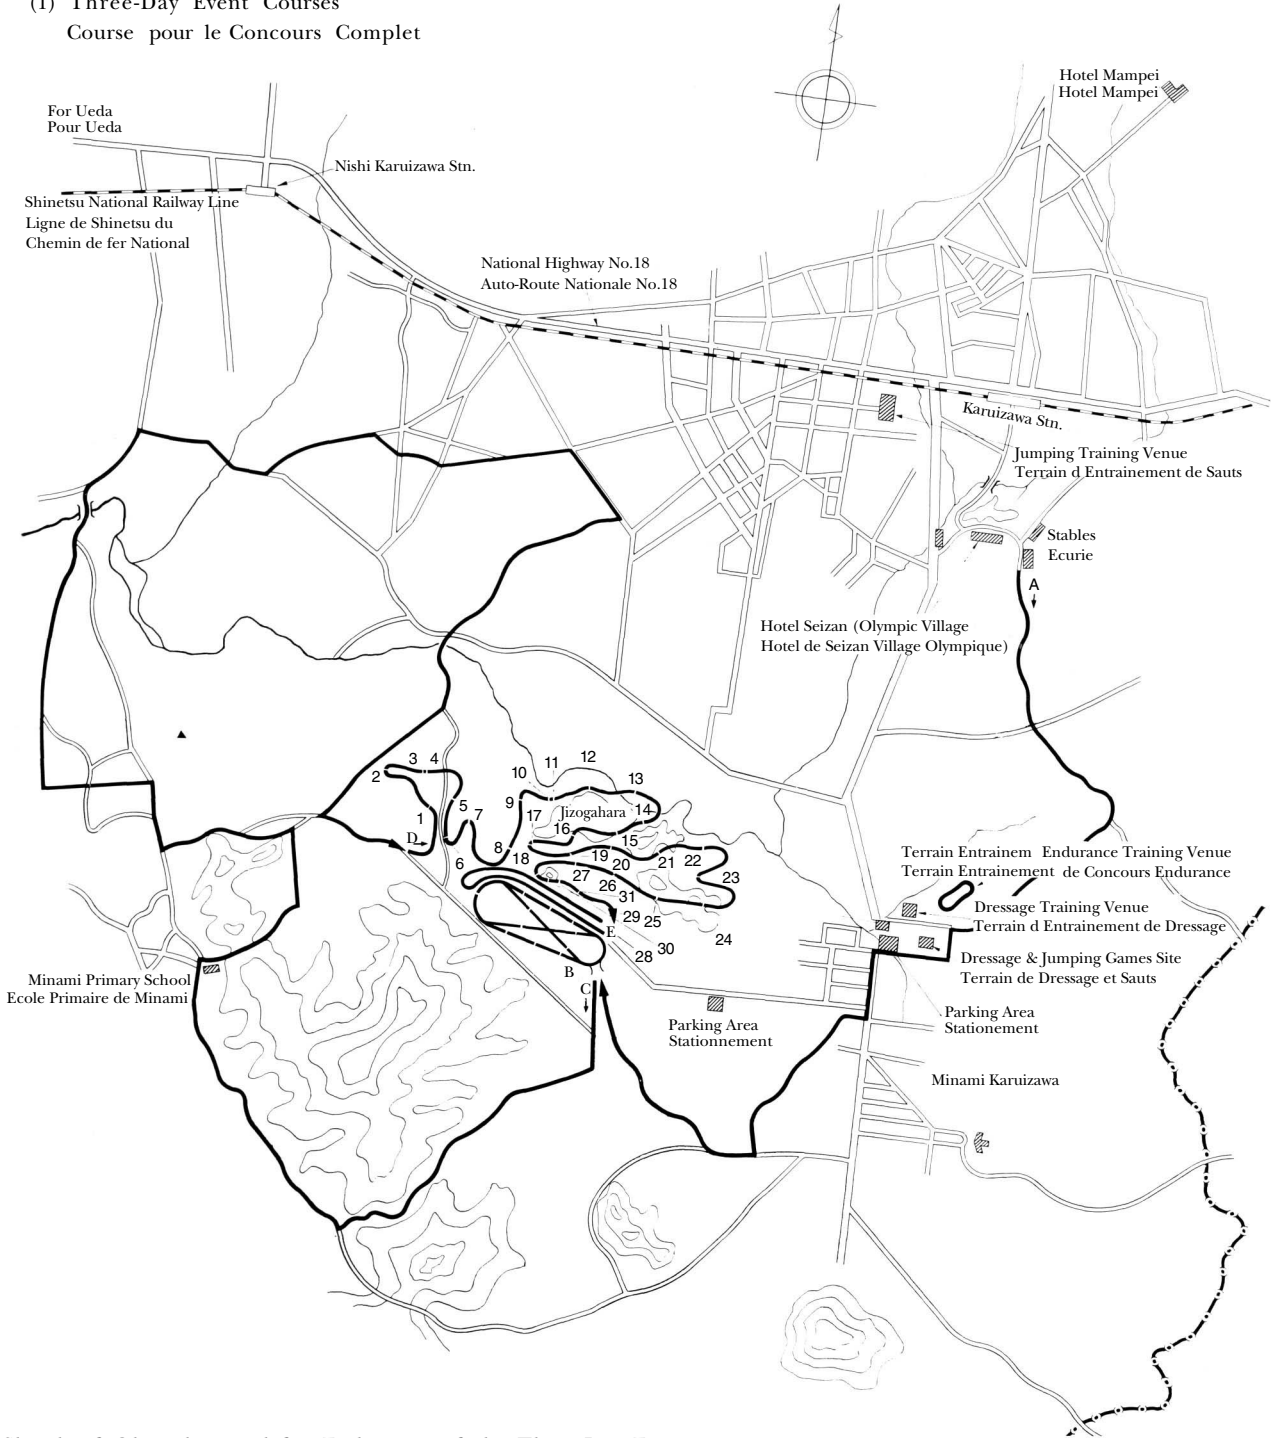 (1) Three-Day Event Courses
Course pour le Concours Complet
Hotel Mampei
Hotel Mampei
For Ueda
Pour Ueda
Nishi Karuizawa Stn.
Shinetsu National Railway Line
Ligne de Shinetsu du
Chemin de fer National
National Highway No.18
Auto-Route Nationale No.18
Karuizawa Stn.
Jumping Training Venue
Terrain d Entrainement de Sauts
Stables
Ecurie
A
Hotel Seizan (Olympic Village
Hotel de Seizan Village Olympique)
1
2
3
4
5
6
7
8
9
10
11
12
13
14
15
16
17
18
19
20
21
22
23
24
25
26
27
28
29
30
31
Jizogahara
D
E
B
C
Terrain Entrainem Endurance Training Venue
Terrain Entrainement de Concours Endurance
Dressage Training Venue
Terrain d Entrainement de Dressage
Dressage & Jumping Games Site
Terrain de Dressage et Sauts
Minami Primary School
Ecole Primaire de Minami
Parking Area
Stationnement
Parking Area
Stationement
Minami Karuizawa